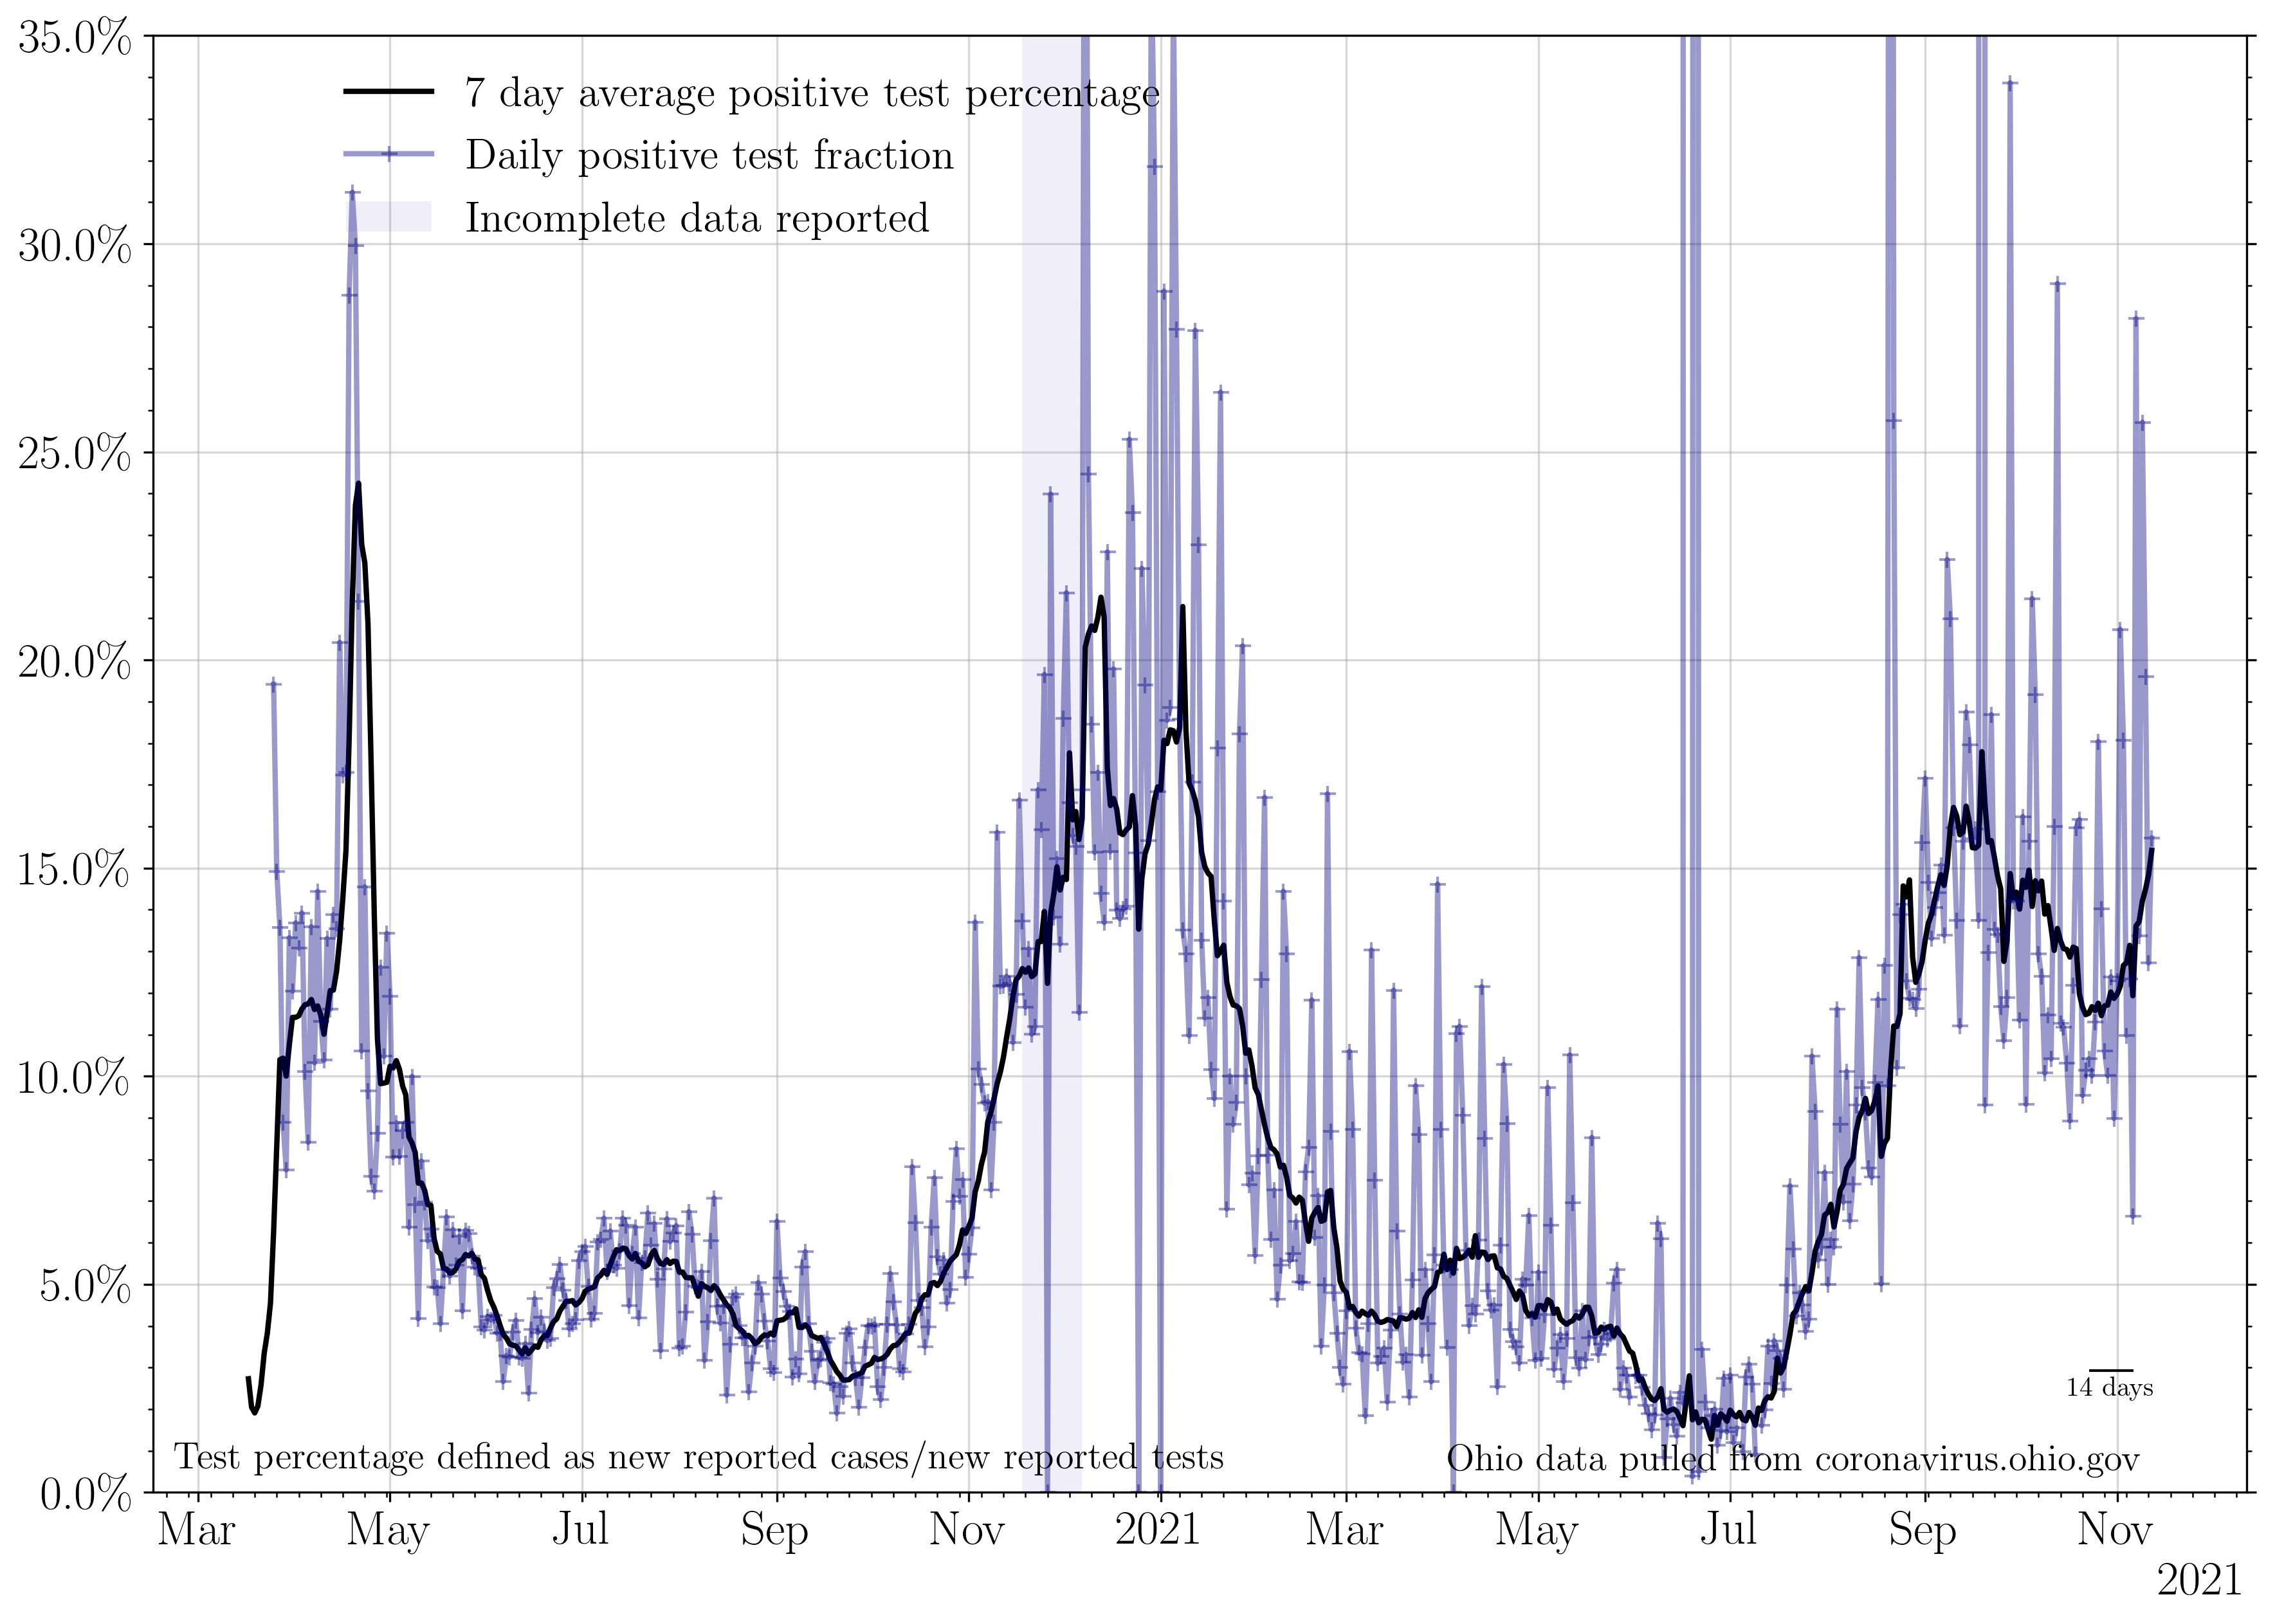 35.0%
30.0%
25.0%
20.0%
15.0%
10.0%
5.0%
0.0%
7 day average positive test percentage
Daily positive test fraction
Incomplete data reported
14 days
Test percentage defined as new reported cases/new reported tests
Ohio data pulled from coronavirus.ohio.gov
Mar May Jul Sep Nov 2021 Mar May Jul Sep Nov
2021